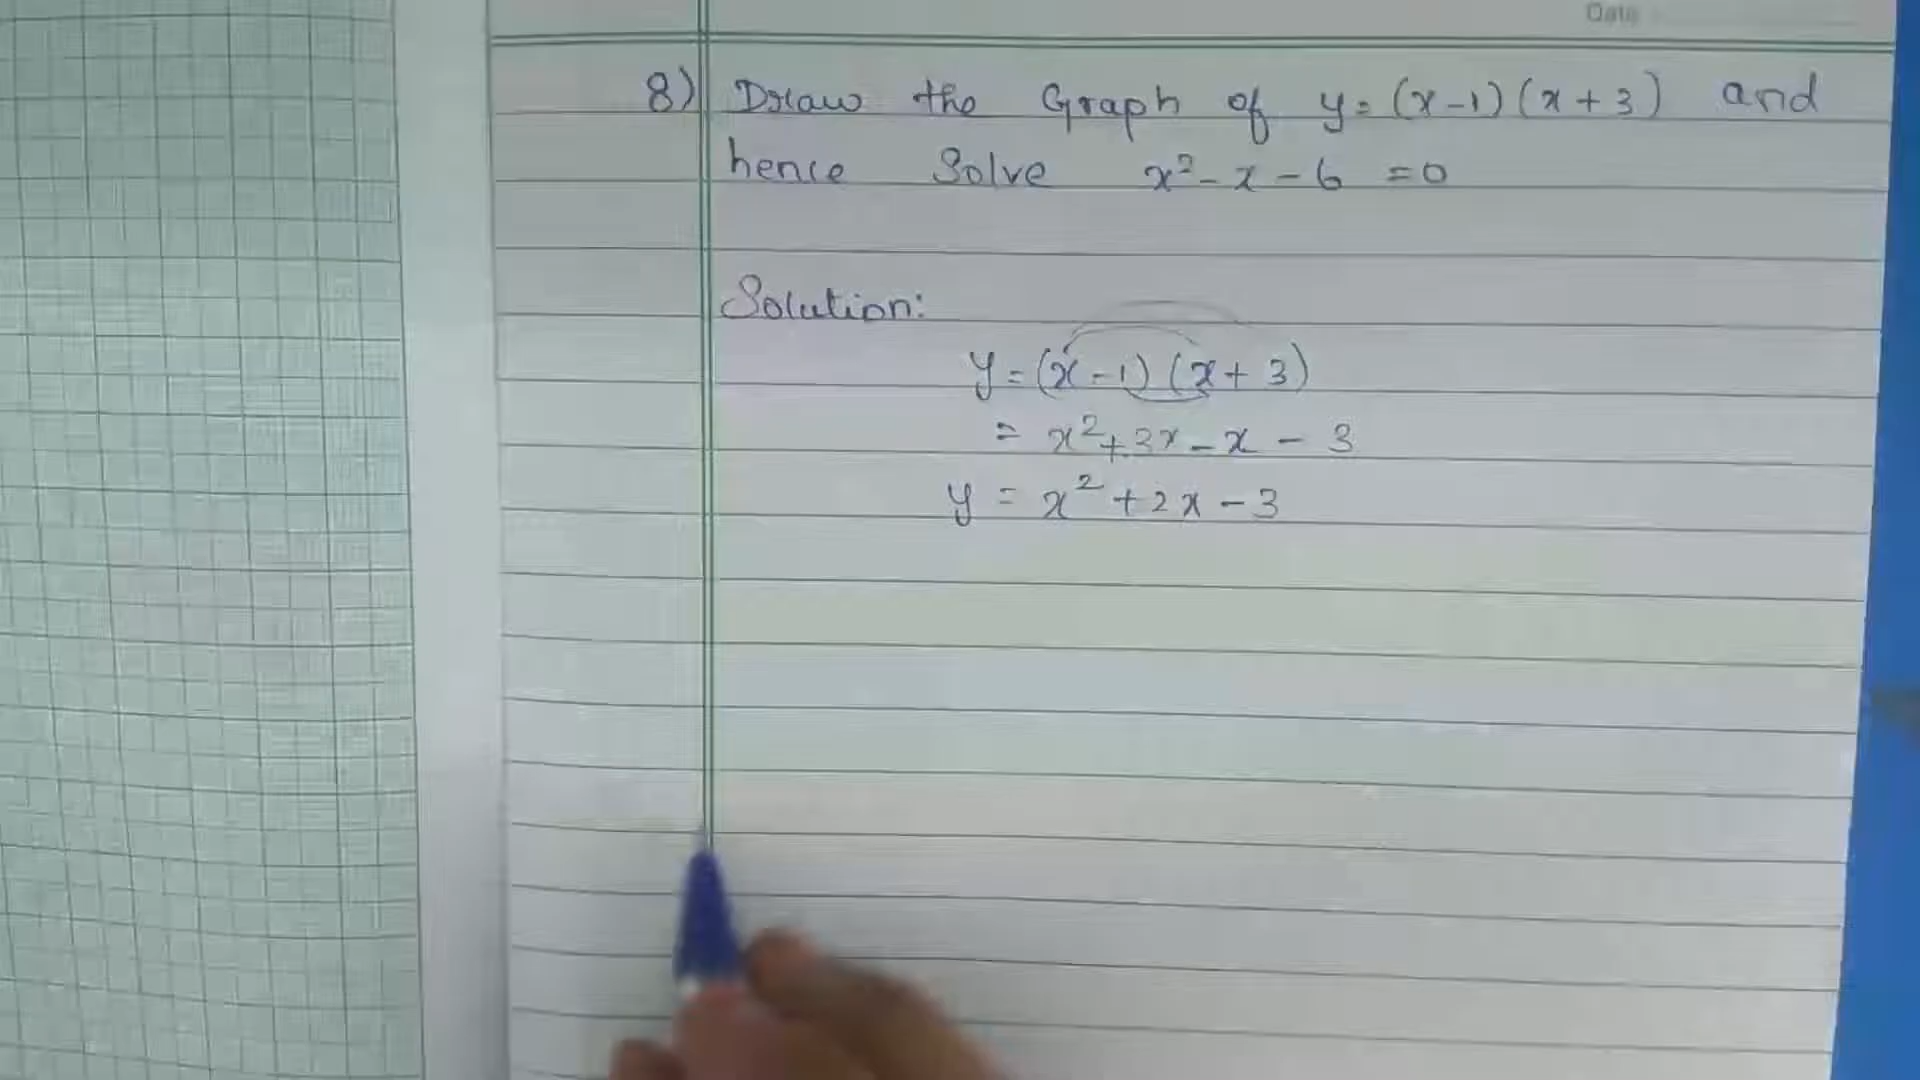 Date
8) Draw the Graph of y=(x-1)(x+3) and
hence Solve x²-x-6 =0
Solution:
y=(x-1)(x+3)
= x²+3x-x-3
y = x²+2x-3